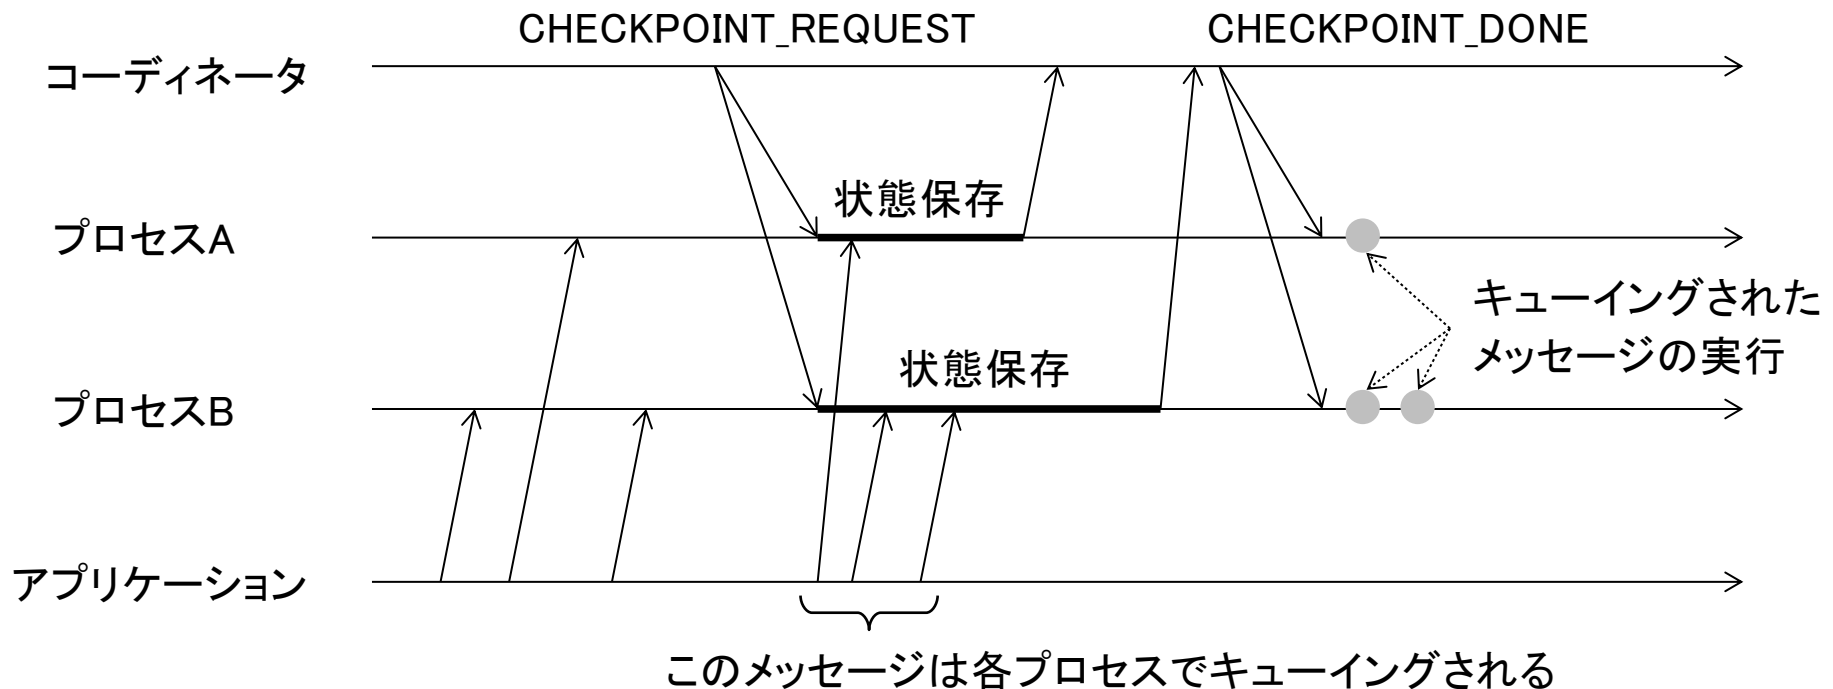 CHECKPOINT_REQUEST
CHECKPOINT_DONE
コーディネータ
状態保存
プロセスA
キューイングされた
メッセージの実行
状態保存
プロセスB
アプリケーション
このメッセージは各プロセスでキューイングされる